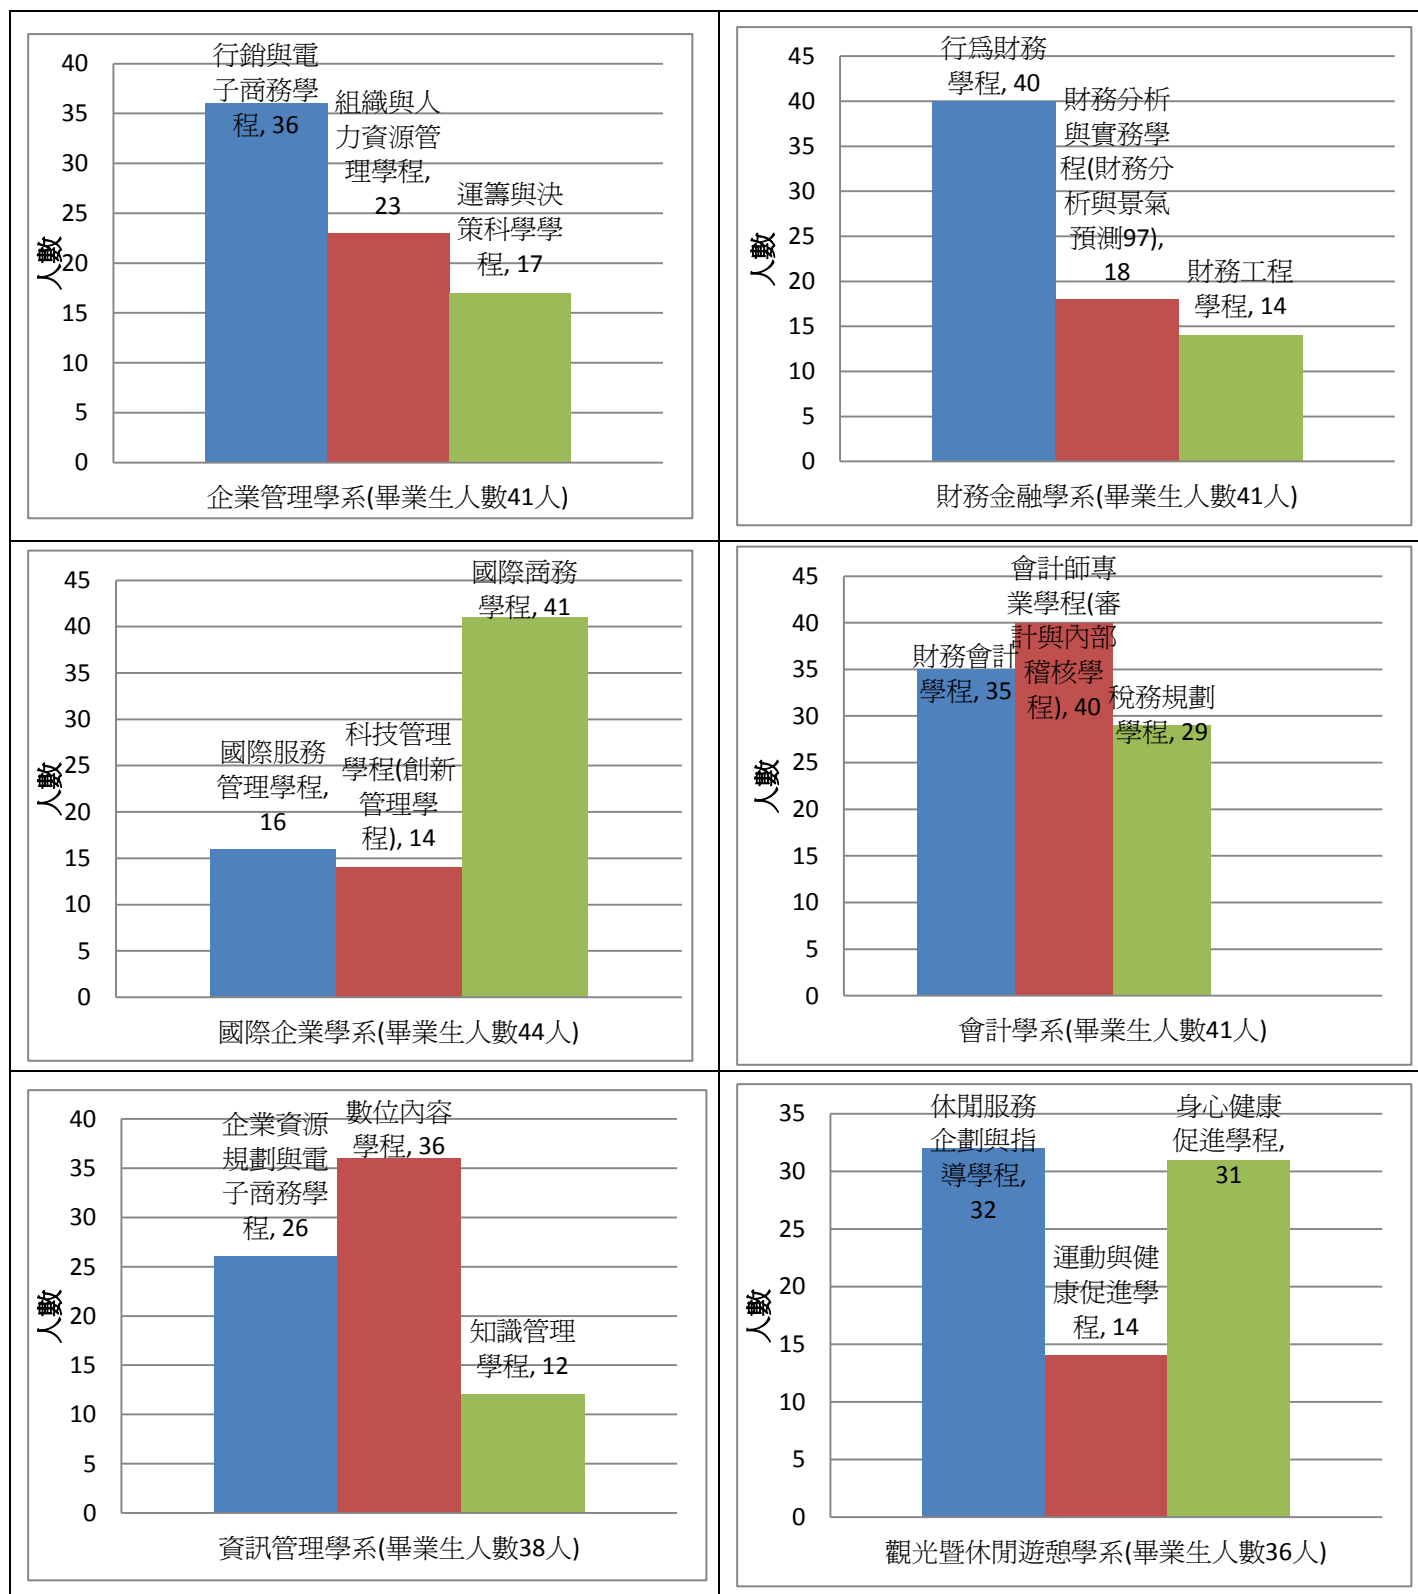 40
35
30
25
20
15
10
5
0
人數
行銷與電
子商務學
程, 36
組織與人
力資源管
理學程,
23
運籌與決
策科學學
程, 17
企業管理學系(畢業生人數41人)
45
40
35
30
25
20
15
10
5
0
人數
行為財務
學程, 40
財務分析
與實務學
程(財務分
析與景氣
預測97),
18
財務工程
學程, 14
財務金融學系(畢業生人數41人)
45
40
35
30
25
20
15
10
5
0
人數
國際服務
管理學程,
16
科技管理
學程(創新
管理學
程), 14
國際商務
學程, 41
國際企業學系(畢業生人數44人)
45
40
35
30
25
20
15
10
5
0
人數
財務會計
學程, 35
會計師專
業學程(審
計與內部
稽核學
程), 40
稅務規劃
學程, 29
會計學系(畢業生人數41人)
40
35
30
25
20
15
10
5
0
人數
企業資源
規劃與電
子商務學
程, 26
數位內容
學程, 36
知識管理
學程, 12
資訊管理學系(畢業生人數38人)
35
30
25
20
15
10
5
0
人數
休閒服務
企劃與指
導學程,
32
運動與健
康促進學
程, 14
身心健康
促進學程,
31
觀光暨休閒遊憩學系(畢業生人數36人)